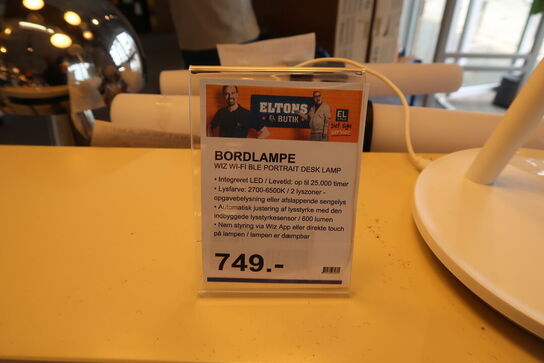 ELTONS
EL BUTIK
EL
BORDLAMPE
WIZ WI-FI BLE PORTRAIT DESK LAMP
• Integreret LED / Levetid: op til 25.000 timer
• Lysfarve: 2700-6500K / 2 lyszoner -
opgavebelysning eller afslappende sengelys
• Automatisk justering af lysstyrke med den
indbyggede lysstyrkesensor / 600 lumen
• Nem styring via Wiz App eller direkte touch
på lampen / lampen er dæmpbar
749.-